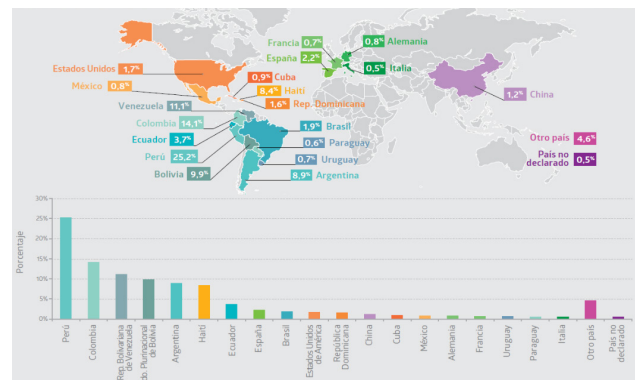 Francia 0,7%
0,8% Alemania
España 2,2%
Estados Unidos 1,7%
0,5% Italia
México 0,8%
0,9% Cuba
8,4% Haití
1,2% China
Venezuela 11,1%
1,6% Rep. Dominicana
Colombia 14,1%
1,9% Brasil
Ecuador 3,7%
0,6% Paraguay
Otro país 4,6%
Perú 25,2%
0,7% Uruguay
País no
declarado 0,5%
Bolivia 9,9%
8,9% Argentina
Porcentaje
30%
25%
20%
15%
10%
5%
0%
Perú
Colombia
Rep. Bolivariana
de Venezuela
do. Plurinacional
de Bolivia
Argentina
Haití
Ecuador
España
Brasil
Estados Unidos
de América
República
Dominicana
China
Cuba
México
Alemania
Francia
Uruguay
Paraguay
Italia
Otro país
País no
declarado